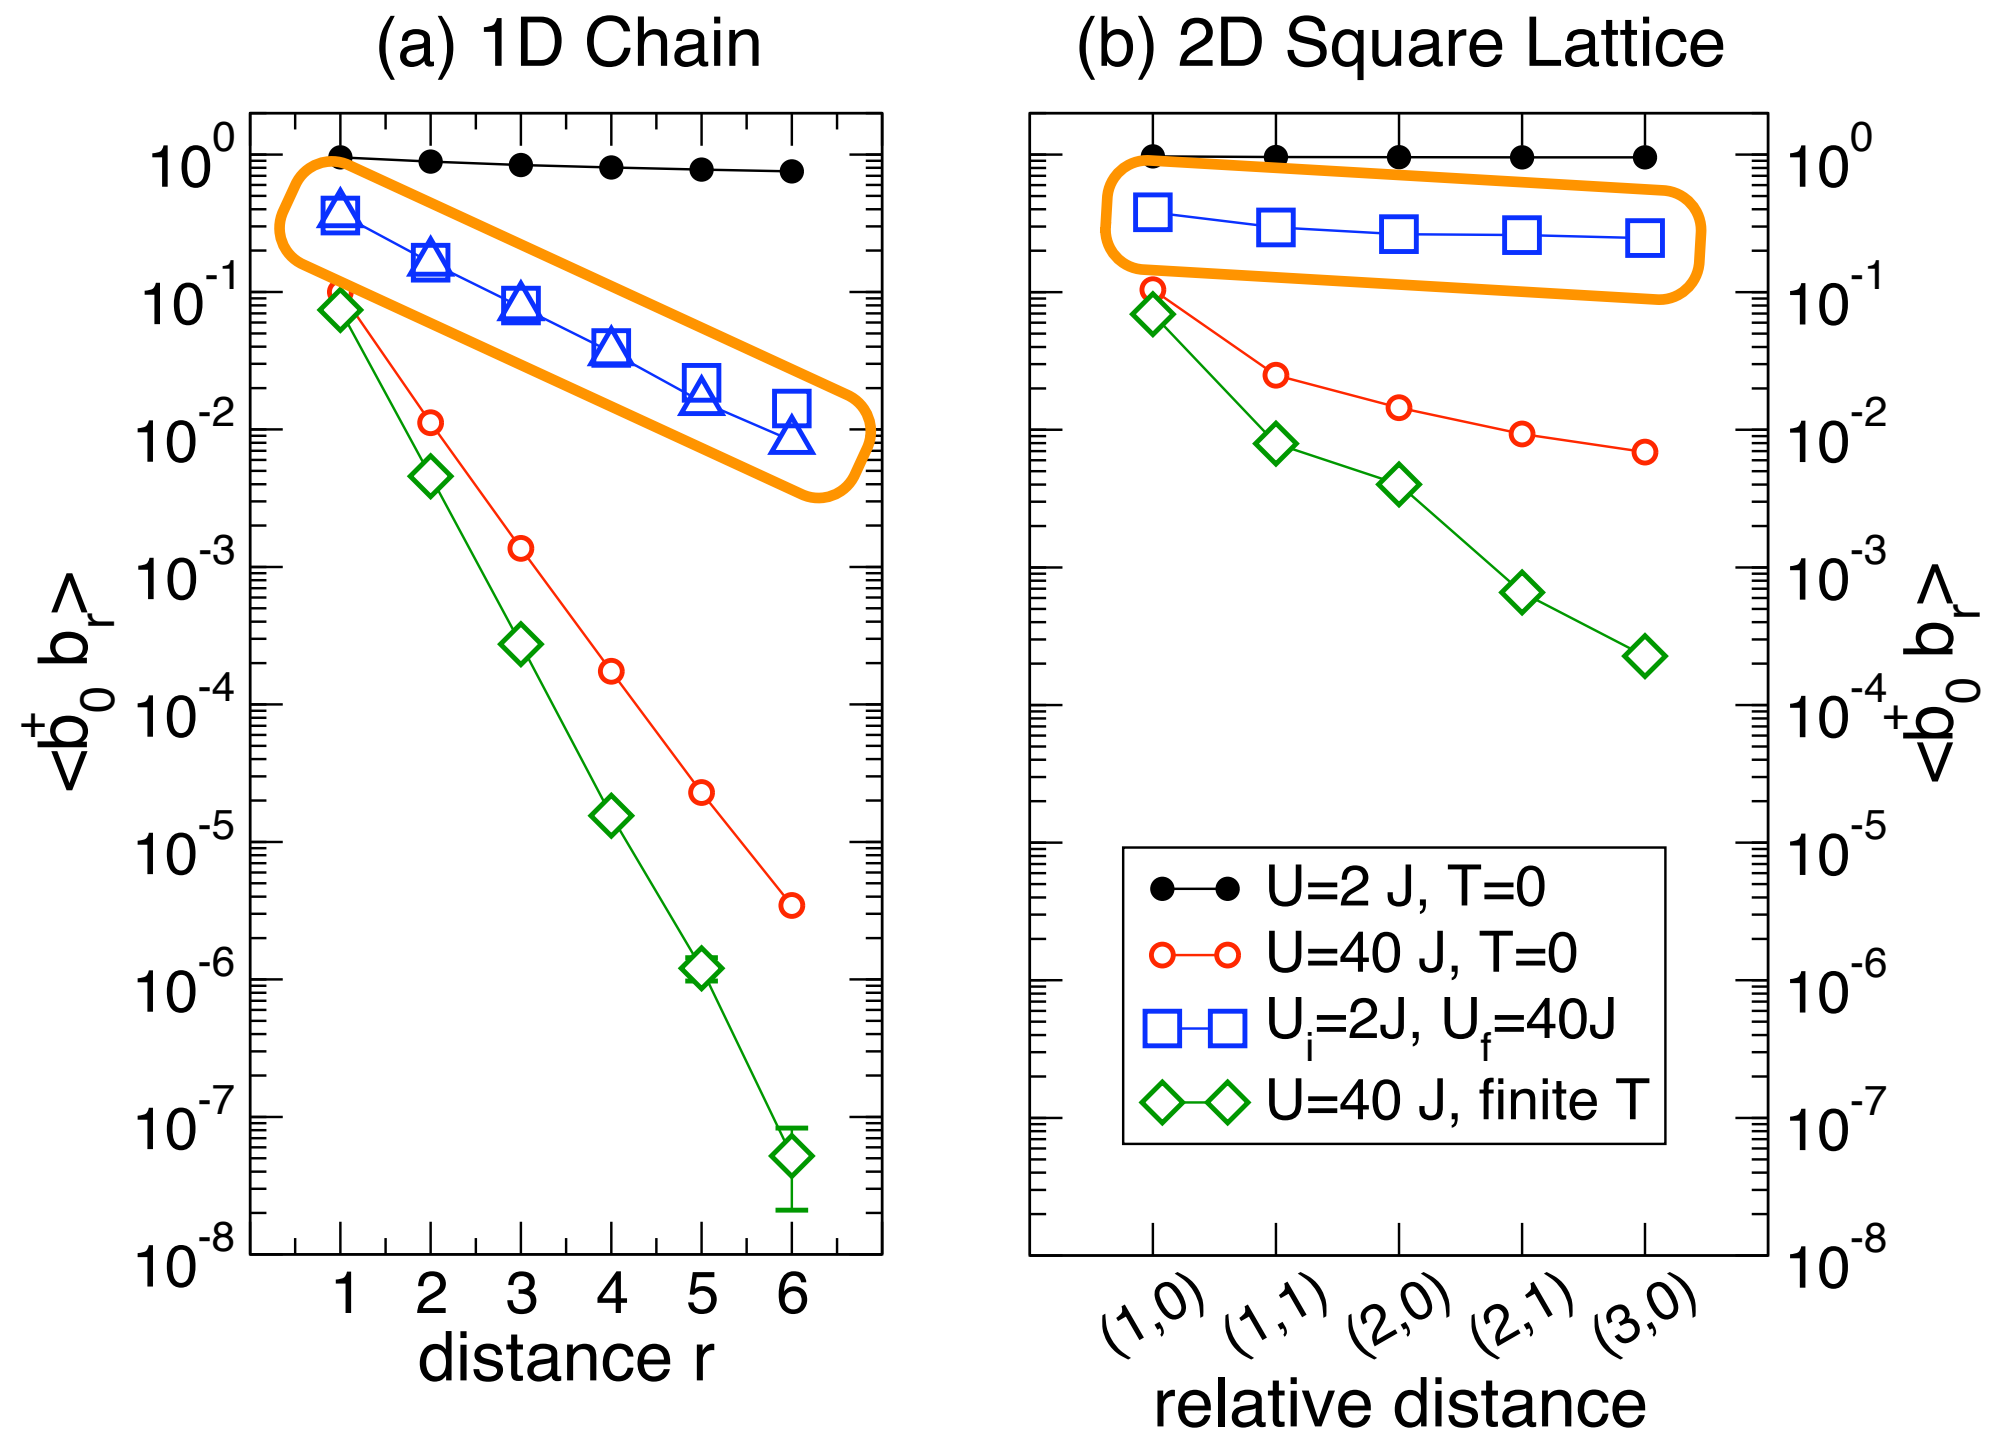 (a) 1D Chain
10^0
10^-1
10^-2
10^-3
10^-4
10^-5
10^-6
10^-7
10^-8
<b^+_0 b_r>
1 2 3 4 5 6
distance r
(b) 2D Square Lattice
10^0
10^-1
10^-2
10^-3
10^-4
10^-5
10^-6
10^-7
10^-8
<b^+_0 b_r>
U=2 J, T=0
U=40 J, T=0
U_i=2J, U_f=40J
U=40 J, finite T
(1,0) (1,1) (2,0) (2,1) (3,0)
relative distance